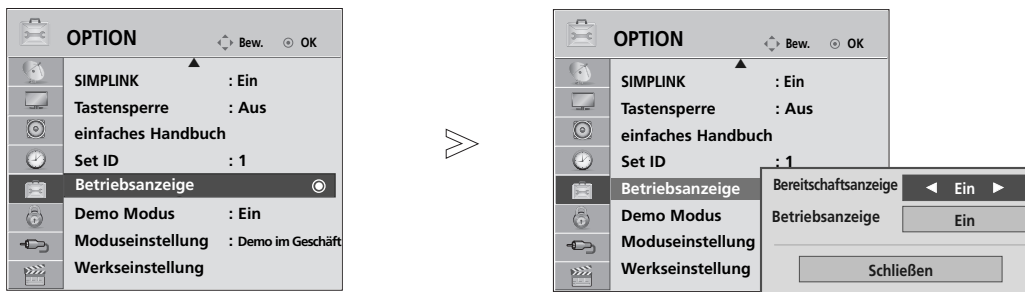 OPTION Bew. OK
SIMPLINK : Ein
Tastensperre : Aus
einfaches Handbuch
Set ID : 1
Betriebsanzeige
Demo Modus : Ein
Moduseinstellung : Demo im Geschäft
Werkseinstellung
OPTION Bew. OK
SIMPLINK : Ein
Tastensperre : Aus
einfaches Handbuch
Set ID : 1
Betriebsanzeige
Demo Modus
Moduseinstellung
Werkseinstellung
Bereitschaftsanzeige ◄ Ein ►
Betriebsanzeige Ein
Schließen